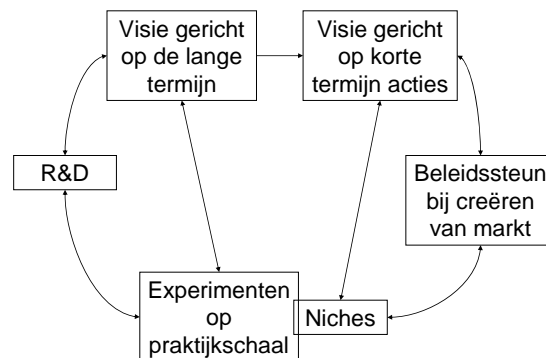 Visie gericht
op de lange
termijn
Visie gericht
op korte
termijn acties
R&D
Beleidssteun
bij creëren
van markt
Experimenten
op
praktijkschaal
Niches